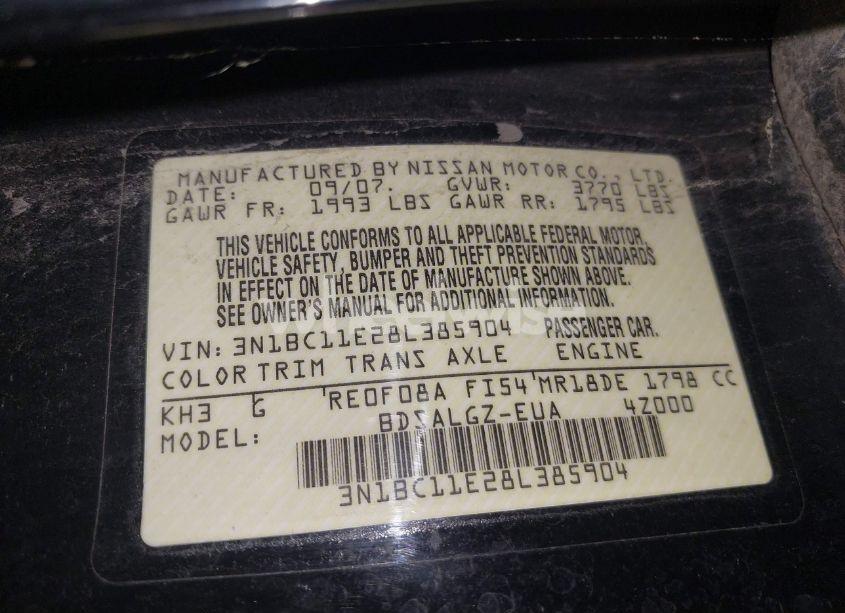 MANUFACTURED BY NISSAN MOTOR CO., LTD.
DATE: 09/07. GVWR: 3770 LBS
GAWR FR: 1993 LBS GAWR RR: 1795 LBS
THIS VEHICLE CONFORMS TO ALL APPLICABLE FEDERAL MOTOR
VEHICLE SAFETY, BUMPER AND THEFT PREVENTION STANDARDS
IN EFFECT ON THE DATE OF MANUFACTURE SHOWN ABOVE.
SEE OWNER'S MANUAL FOR ADDITIONAL INFORMATION.
VIN: 3N1BC11E28L385904 PASSENGER CAR.
COLOR TRIM TRANS AXLE ENGINE
KH3 G RE0F08A FI54 MR18DE 1798 CC
MODEL: BDSALGZ-EUA 4Z000
3N1BC11E28L385904